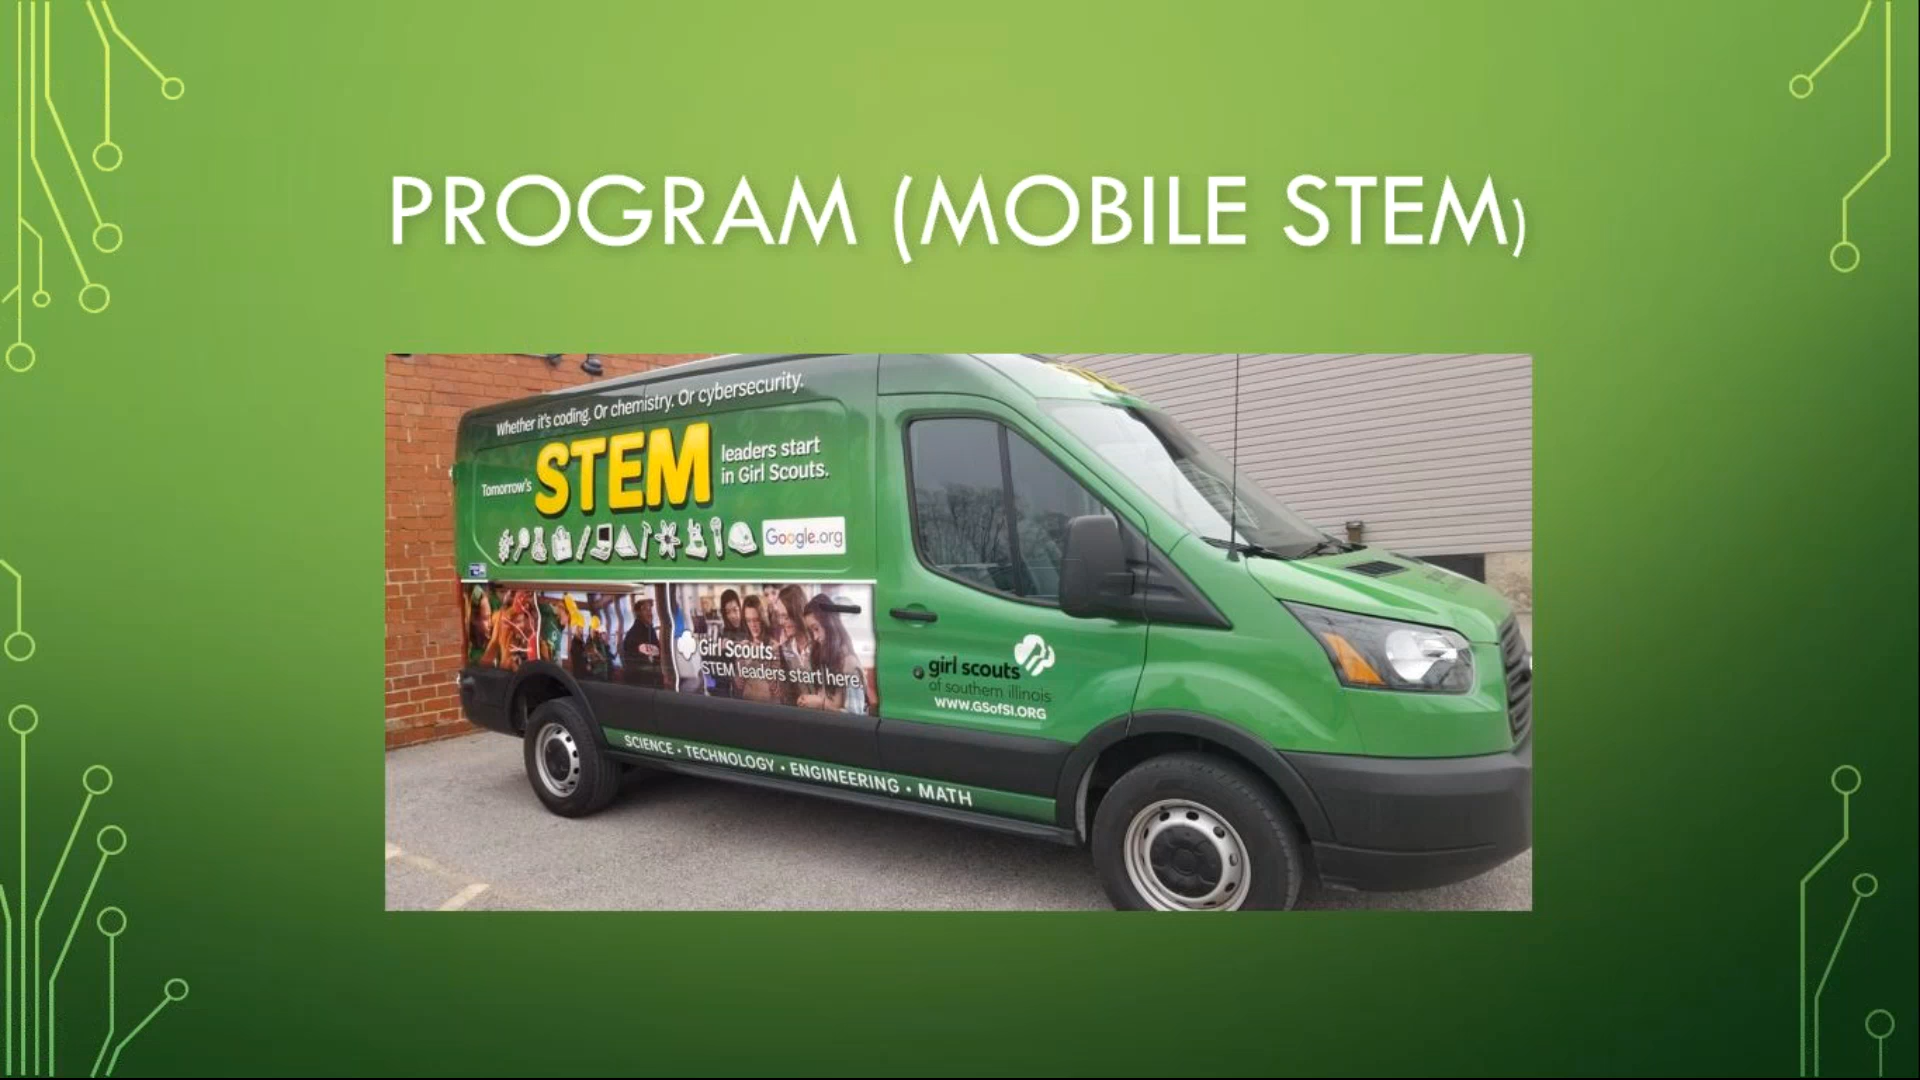 PROGRAM (MOBILE STEM)
Whether it's coding. Or chemistry. Or cybersecurity.
Tomorrow's STEM leaders start
in Girl Scouts.
Google.org
Girl Scouts.
STEM leaders start here.
girl scouts
of southern illinois
WWW.GSofSI.ORG
SCIENCE • TECHNOLOGY • ENGINEERING • MATH